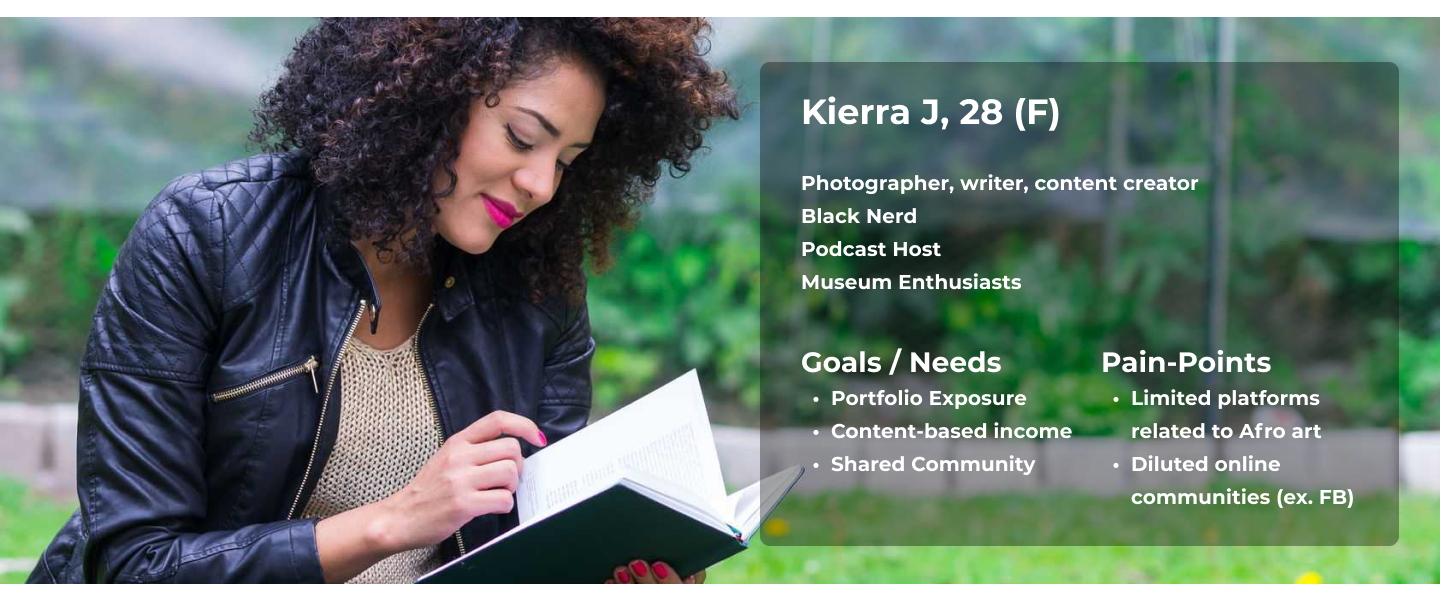 Kierra J, 28 (F)
Photographer, writer, content creator
Black Nerd
Podcast Host
Museum Enthusiasts
Goals / Needs
• Portfolio Exposure
• Content-based income
• Shared Community
Pain-Points
• Limited platforms
related to Afro art
• Diluted online
communities (ex. FB)